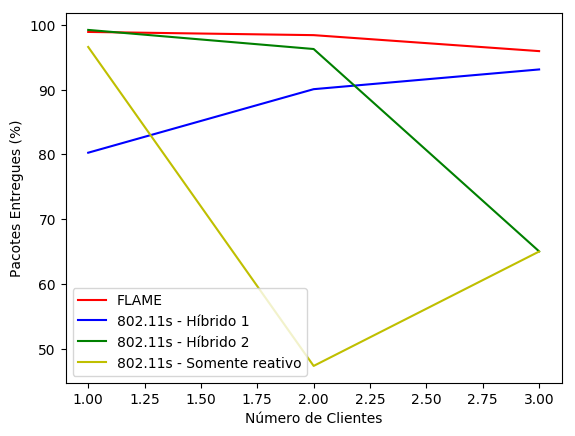 100
90
80
70
60
50
Pacotes Entregues (%)
FLAME
802.11s - Híbrido 1
802.11s - Híbrido 2
802.11s - Somente reativo
1.00 1.25 1.50 1.75 2.00 2.25 2.50 2.75 3.00
Número de Clientes